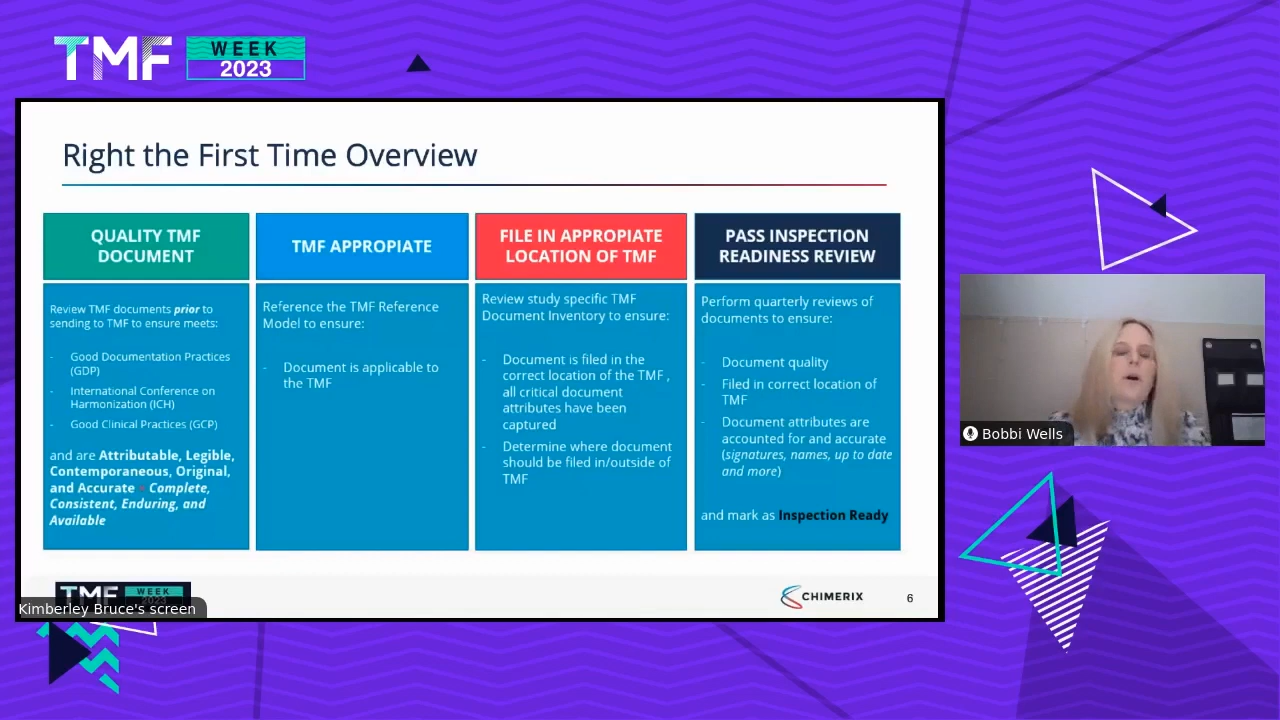 TMF WEEK
2023
Right the First Time Overview
QUALITY TMF
DOCUMENT
Review TMF documents prior to
sending to TMF to ensure meets:
- Good Documentation Practices
(GDP)
- International Conference on
Harmonization (ICH)
- Good Clinical Practices (GCP)
and are Attributable, Legible,
Contemporaneous, Original,
and Accurate + Complete,
Consistent, Enduring, and
Available
TMF APPROPIATE
Reference the TMF Reference
Model to ensure:
- Document is applicable to
the TMF
FILE IN APPROPIATE
LOCATION OF TMF
Review study specific TMF
Document Inventory to ensure:
- Document is filed in the
correct location of the TMF ,
all critical document
attributes have been
captured
- Determine where document
should be filed in/outside of
TMF
PASS INSPECTION
READINESS REVIEW
Perform quarterly reviews of
documents to ensure:
- Document quality
- Filed in correct location of
TMF
- Document attributes are
accounted for and accurate
(signatures, names, up to date
and more)
and mark as Inspection Ready
Bobbi Wells
TMF WEEK
Kimberley Bruce's screen
CHIMERIX
6